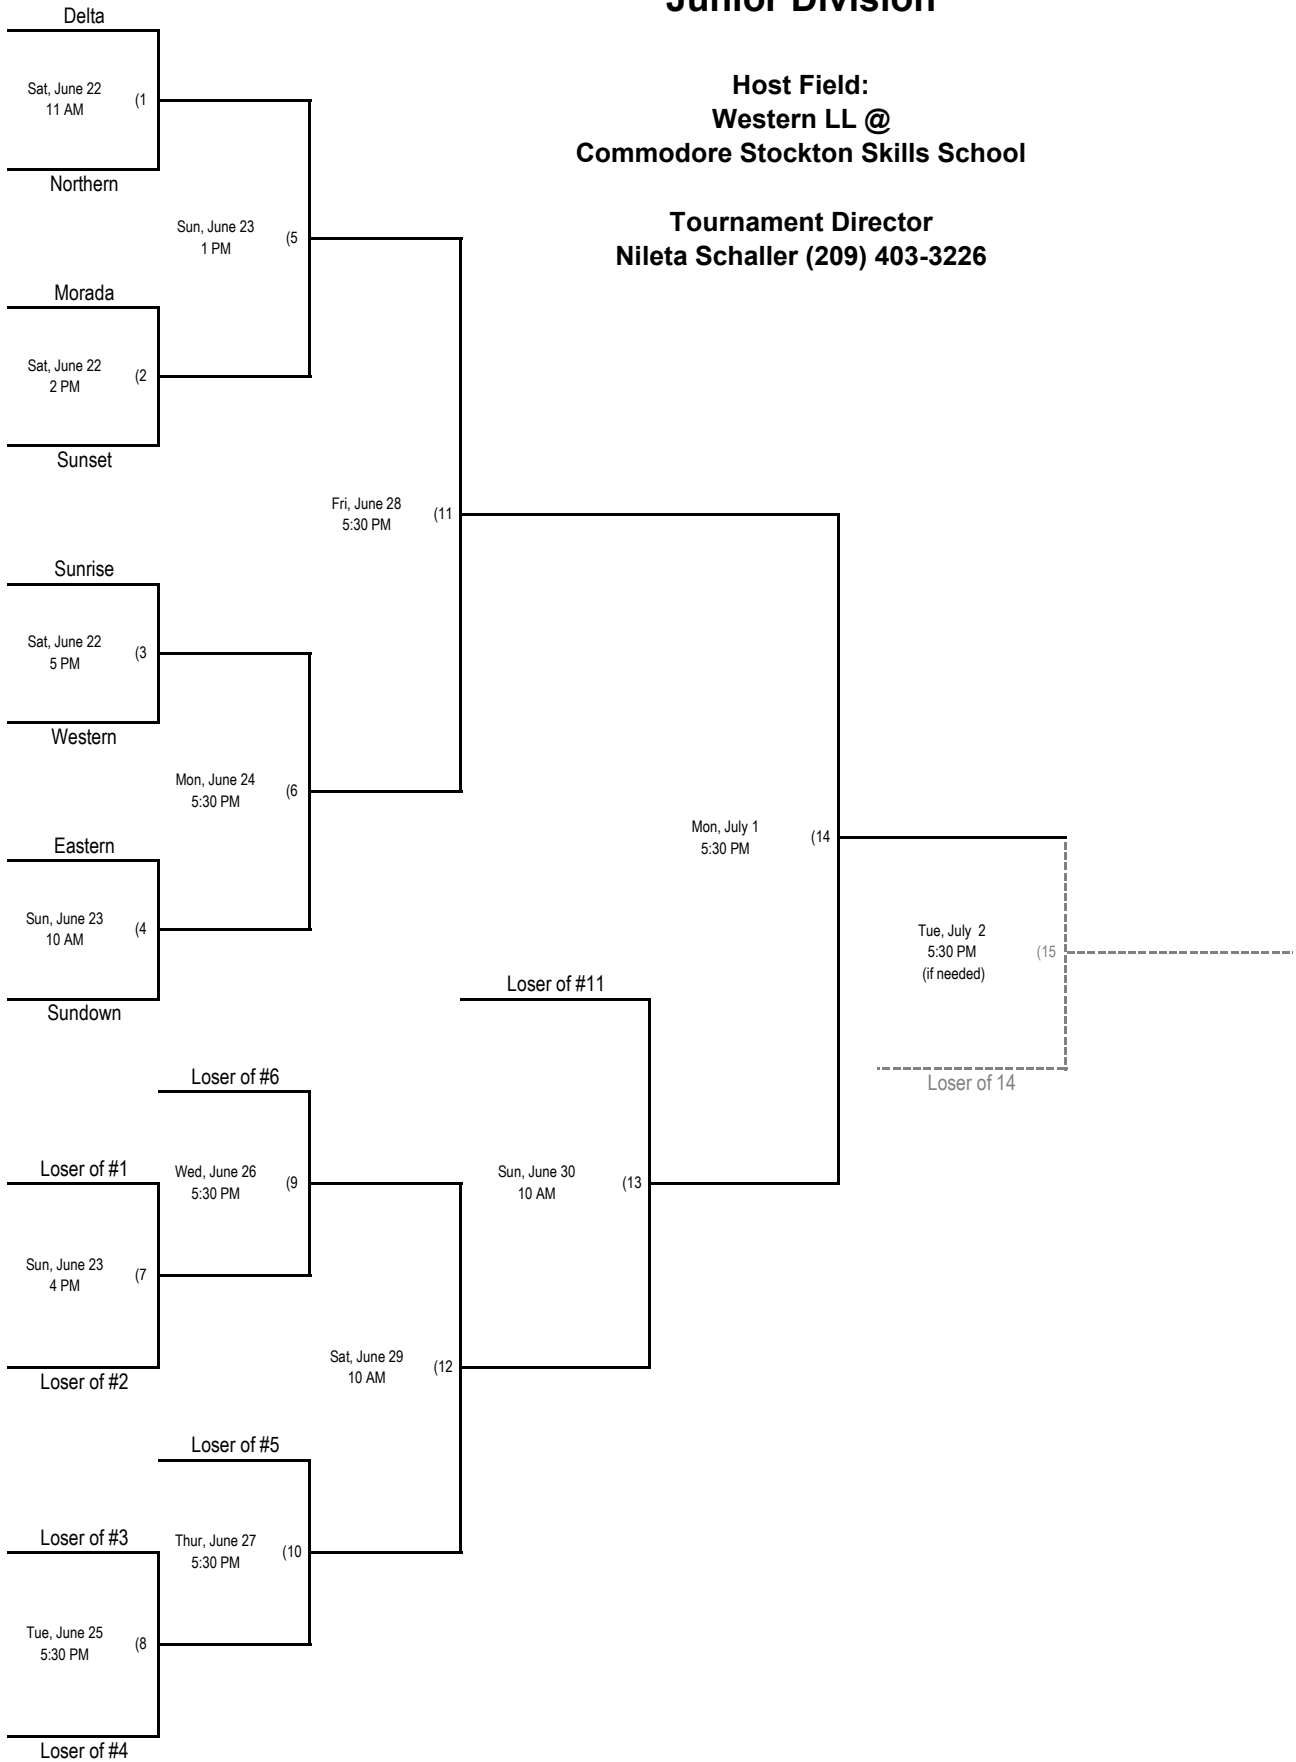 Junior Division
Host Field:
Western LL @
Commodore Stockton Skills School
Tournament Director
Nileta Schaller (209) 403-3226
Delta
Sat, June 22
11 AM
(1
Northern
Sun, June 23
1 PM
(5
Morada
Sat, June 22
2 PM
(2
Sunset
Fri, June 28
5:30 PM
(11
Sunrise
Sat, June 22
5 PM
(3
Western
Mon, June 24
5:30 PM
(6
Eastern
Sun, June 23
10 AM
(4
Sundown
Mon, July 1
5:30 PM
(14
Tue, July 2
5:30 PM
(if needed)
(15
Loser of 14
Loser of #11
Loser of #6
Loser of #1
Wed, June 26
5:30 PM
(9
Sun, June 30
10 AM
(13
Sun, June 23
4 PM
(7
Loser of #2
Sat, June 29
10 AM
(12
Loser of #5
Loser of #3
Thur, June 27
5:30 PM
(10
Tue, June 25
5:30 PM
(8
Loser of #4